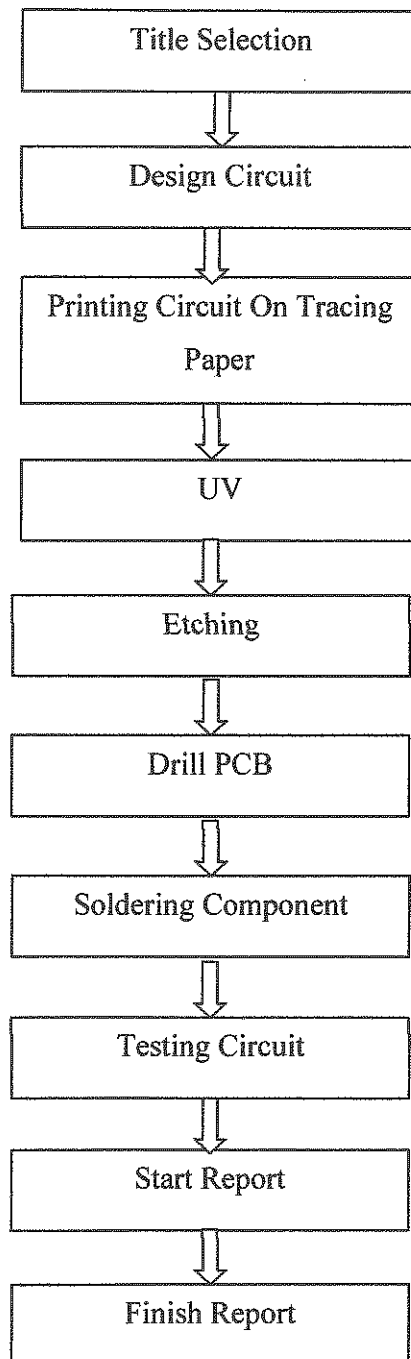 Title Selection
Design Circuit
Printing Circuit On Tracing
Paper
UV
Etching
Drill PCB
Soldering Component
Testing Circuit
Start Report
Finish Report